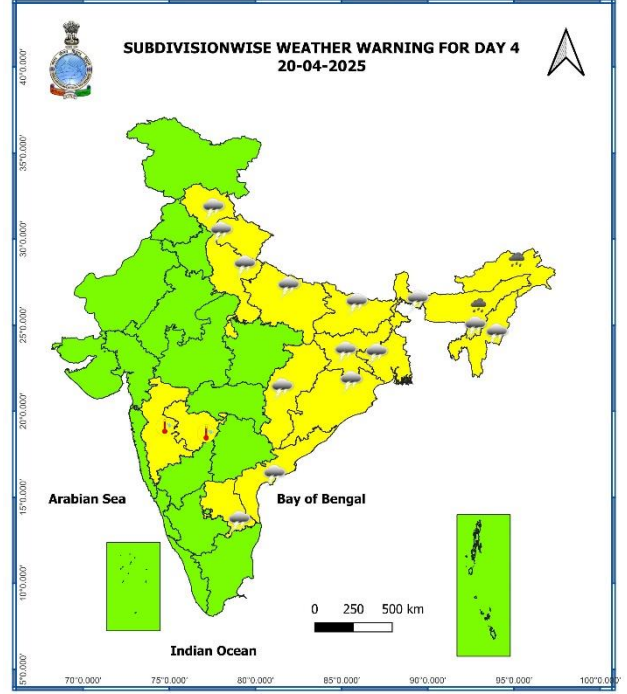 SUBDIVISIONWISE WEATHER WARNING FOR DAY 4
20-04-2025
40°0.000'
35°0.000'
30°0.000'
25°0.000'
20°0.000'
15°0.000'
10°0.000'
5°0.000'
Arabian Sea
Bay of Bengal
0 250 500 km
Indian Ocean
70°0.000' 75°0.000' 80°0.000' 85°0.000' 90°0.000' 95°0.000' 100°0.000'